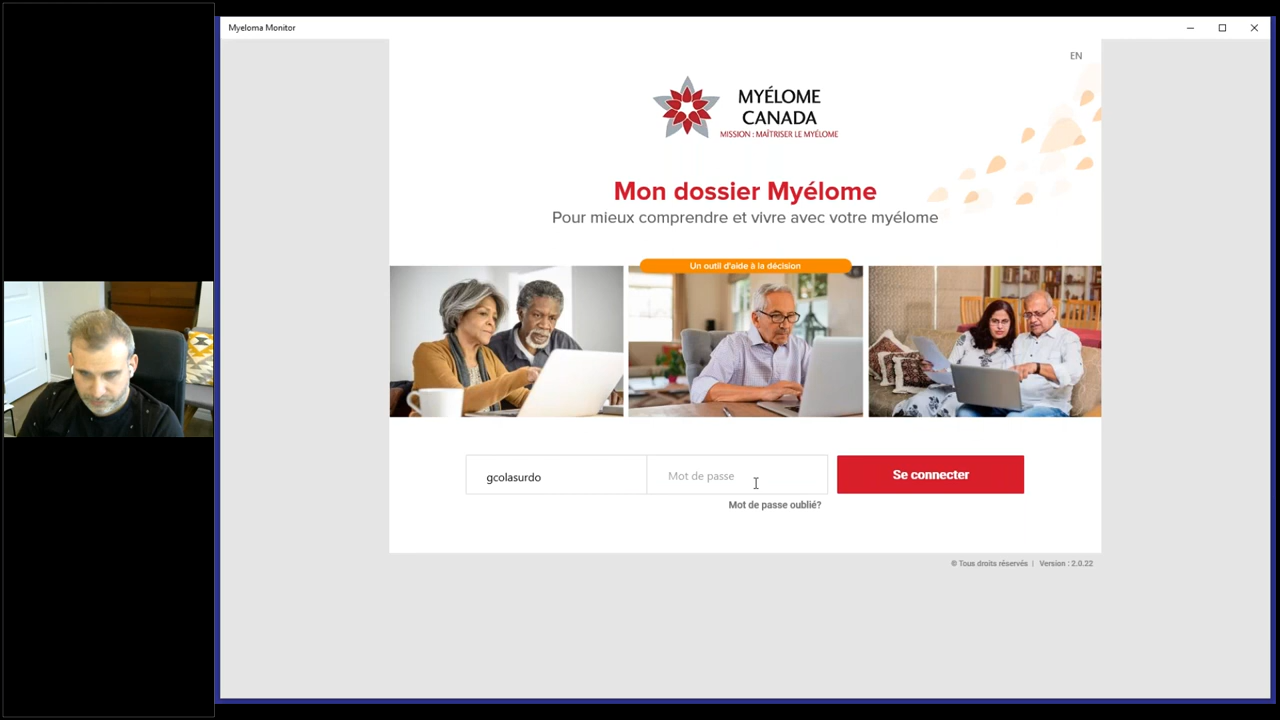 Myeloma Monitor
EN
MYÉLOME
CANADA
MISSION : MAÎTRISER LE MYÉLOME
Mon dossier Myélome
Pour mieux comprendre et vivre avec votre myélome
Un outil d'aide à la décision
gcolasurdo
Mot de passe
Se connecter
Mot de passe oublié?
© Tous droits réservés | Version : 2.0.22